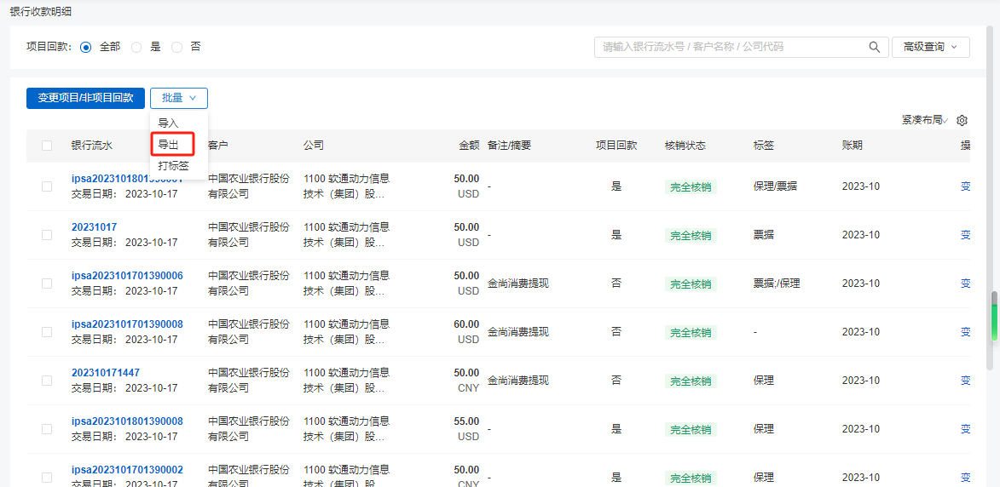 银行收款明细
项目回款: 全部 是 否 请输入银行流水号 / 客户名称 / 公司代码 高级查询
变更项目/非项目回款 批量
导入
紧凑布局
导出
打标签
银行流水 客户 公司 金额 备注/摘要 项目回款 核销状态 标签 账期 操
中国农业银行股份 1100 软通动力信息 50.00
交易日期: 2023-10-17 有限公司 技术（集团）股... USD - 是 完全核销 保理/票据 2023-10 变
20231017 中国农业银行股份 1100 软通动力信息 50.00
交易日期: 2023-10-17 有限公司 技术（集团）股... USD - 是 完全核销 票据 2023-10 变
ipsa2023101701390006 中国农业银行股份 1100 软通动力信息 50.00
交易日期: 2023-10-17 有限公司 技术（集团）股... USD 金尚消费提现 否 完全核销 票据;/保理 2023-10 变
ipsa2023101701390008 中国农业银行股份 1100 软通动力信息 60.00
交易日期: 2023-10-17 有限公司 技术（集团）股... USD 金尚消费提现 否 完全核销 - 2023-10 变
202310171447 中国农业银行股份 1100 软通动力信息 50.00
交易日期: 2023-10-17 有限公司 技术（集团）股... CNY 金尚消费提现 否 完全核销 保理 2023-10 变
ipsa2023101801390008 中国农业银行股份 1100 软通动力信息 55.00
交易日期: 2023-10-17 有限公司 技术（集团）股... USD - 是 完全核销 保理 2023-10 变
ipsa2023101801390002 中国农业银行股份 1100 软通动力信息 50.00
交易日期: 2023-10-17 有限公司 技术（集团）股... CNY - 是 完全核销 保理 2023-10 变